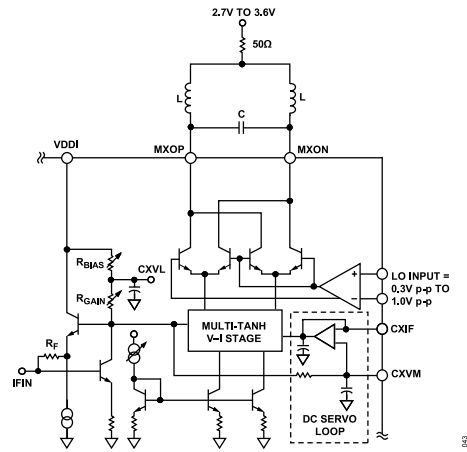 2.7V TO 3.6V
50Ω
L
L
C
VDDI
MXOP
MXON
RBIAS
CXVL
RGAIN
LO INPUT =
0.3V p-p TO
1.0V p-p
MULTI-TANH
V–I STAGE
CXIF
RF
IFIN
CXVM
DC SERVO
LOOP
043